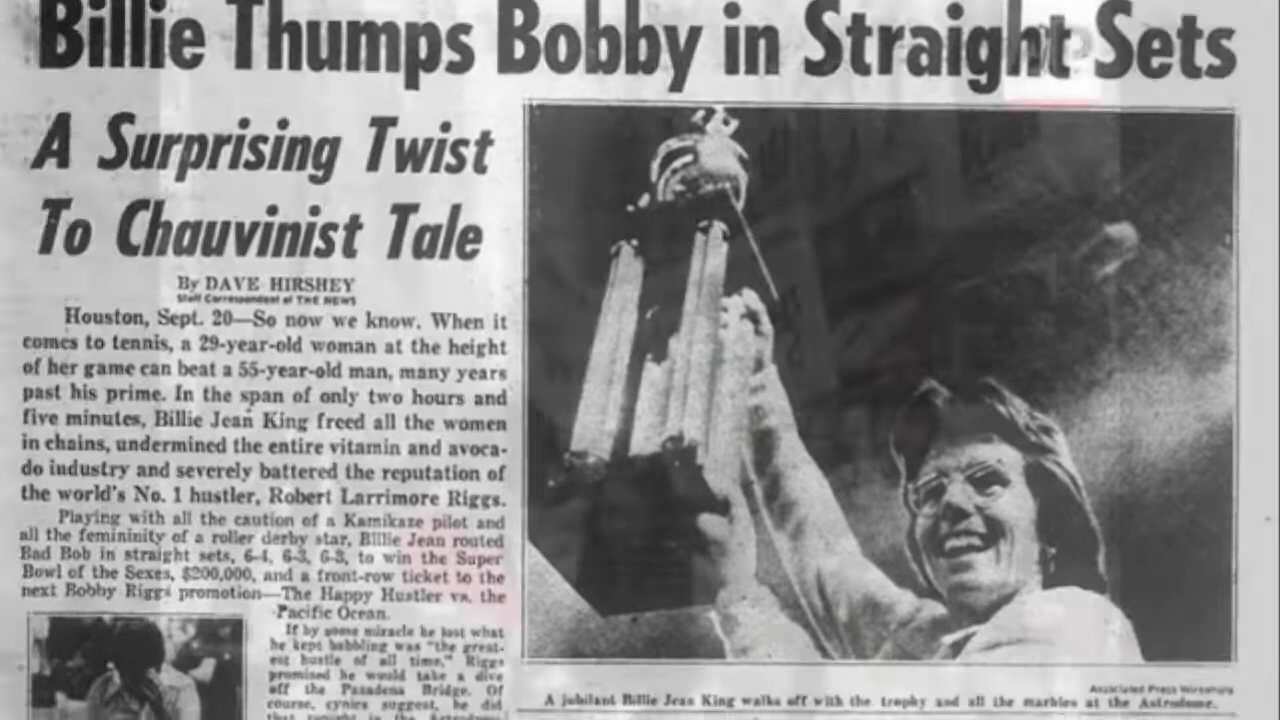 Billie Thumps Bobby in Straight Sets
A Surprising Twist
To Chauvinist Tale
By DAVE HIRSHEY
Staff Correspondent of THE NEWS
Houston, Sept. 20—So now we know. When it
comes to tennis, a 29-year-old woman at the height
of her game can beat a 55-year-old man, many years
past his prime. In the span of only two hours and
five minutes, Billie Jean King freed all the women
in chains, undermined the entire vitamin and avoca-
do industry and severely battered the reputation of
the world's No. 1 hustler, Robert Larrimore Riggs.
Playing with all the caution of a Kamikaze pilot and
all the femininity of a roller derby star, Billie Jean routed
Bad Bob in straight sets, 6-4, 6-3, 6-3, to win the Super
Bowl of the Sexes, $200,000, and a front-row ticket to the
next Bobby Riggs promotion—The Happy Hustler vs. the
Pacific Ocean.
If by some miracle he lost what
he kept babbling was "the great-
est hustle of all time," Riggs
promised he would take a dive
off the Pasadena Bridge. Of
course, cynics suggest, he did
that tonight in the
Associated Press Wirephoto
A jubilant Billie Jean King walks off with the trophy and all the marbles at the Astrodome.